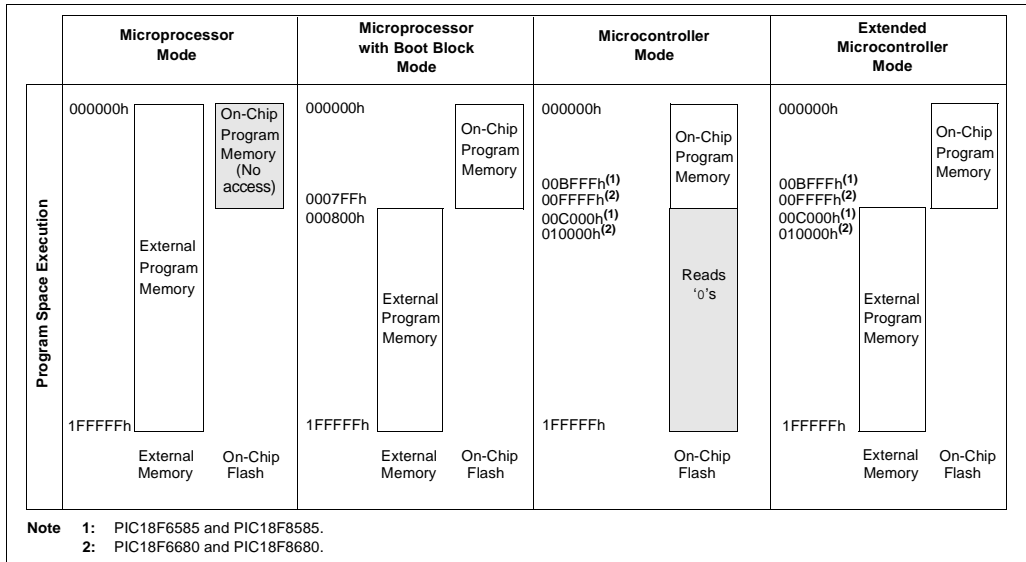 Microprocessor
Mode
Microprocessor
with Boot Block
Mode
Microcontroller
Mode
Extended
Microcontroller
Mode
Program Space Execution
000000h
On-Chip
Program
Memory
(No
access)
External
Program
Memory
1FFFFFh
External
Memory
On-Chip
Flash
000000h
On-Chip
Program
Memory
0007FFh
000800h
External
Program
Memory
1FFFFFh
External
Memory
On-Chip
Flash
000000h
On-Chip
Program
Memory
00BFFFh(1)
00FFFFh(2)
00C000h(1)
010000h(2)
Reads
‘0’s
1FFFFFh
On-Chip
Flash
000000h
On-Chip
Program
Memory
00BFFFh(1)
00FFFFh(2)
00C000h(1)
010000h(2)
External
Program
Memory
1FFFFFh
External
Memory
On-Chip
Flash
Note 1: PIC18F6585 and PIC18F8585.
2: PIC18F6680 and PIC18F8680.